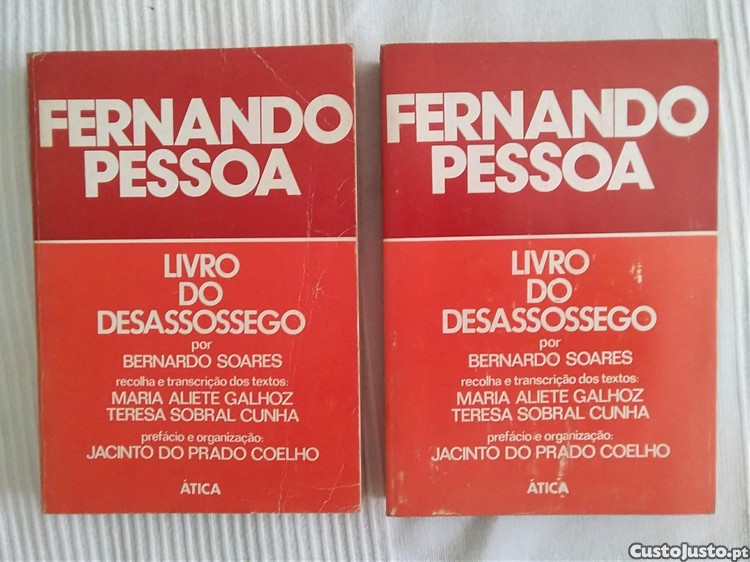 FERNANDO
PESSOA
LIVRO
DO
DESASSOSSEGO
por
BERNARDO SOARES
recolha e transcrição dos textos:
MARIA ALIETE GALHOZ
TERESA SOBRAL CUNHA
prefácio e organização:
JACINTO DO PRADO COELHO
ÁTICA
FERNANDO
PESSOA
LIVRO
DO
DESASSOSSEGO
por
BERNARDO SOARES
recolha e transcrição dos textos:
MARIA ALIETE GALHOZ
TERESA SOBRAL CUNHA
prefácio e organização:
JACINTO DO PRADO COELHO
ÁTICA
CustoJusto.pt